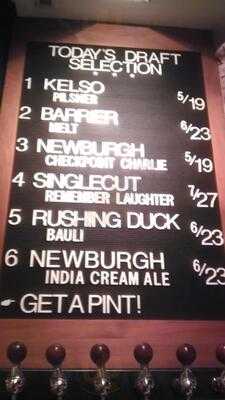 TODAY'S DRAFT
SELECTION
* * *
1 KELSO
PILSNER 5/19
2 BARRIER
MELT 6/23
3 NEWBURGH
CHECKPOINT CHARLIE 5/19
4 SINGLECUT
REMEMBER LAUGHTER 7/27
5 RUSHING DUCK
BAULI 6/23
6 NEWBURGH
INDIA CREAM ALE 6/23
☛ GET A PINT!